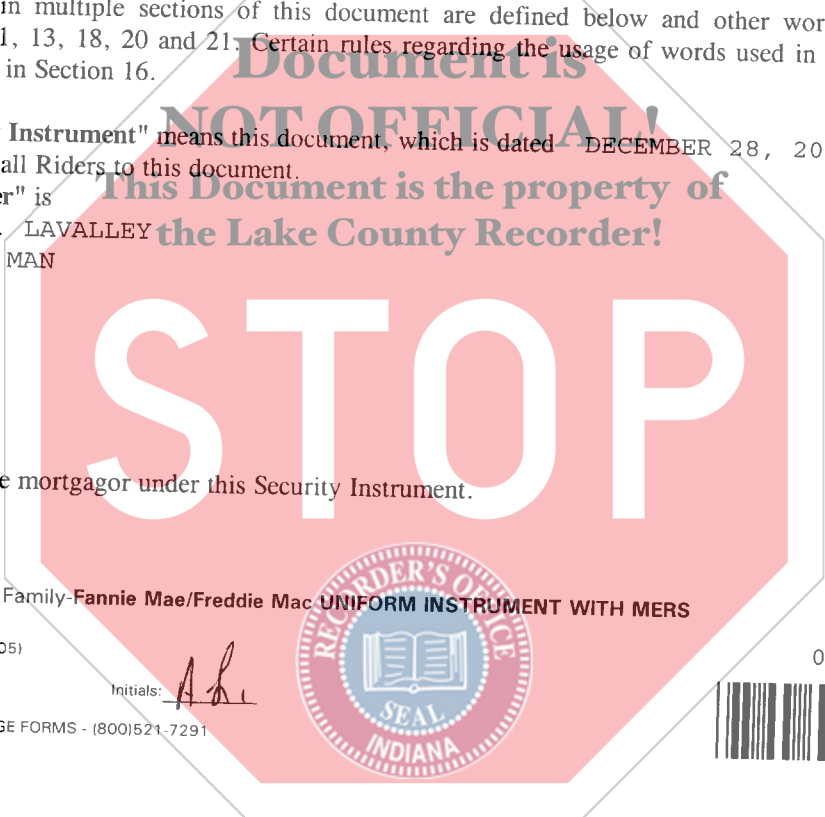 in multiple sections of this document are defined below and other wor
1, 13, 18, 20 and 21. Certain rules regarding the usage of words used in
in Section 16.
Document is
NOT OFFICIAL!
This Document is the property of
the Lake County Recorder!
Instrument" means this document, which is dated DECEMBER 28, 20
all Riders to this document.
er" is
. LAVALLEY
MAN
STOP
e mortgagor under this Security Instrument.
Family-Fannie Mae/Freddie Mac UNIFORM INSTRUMENT WITH MERS
05)
Initials:
GE FORMS - (800)521-7291
0
RECORDER'S OFFICE
SEAL
INDIANA